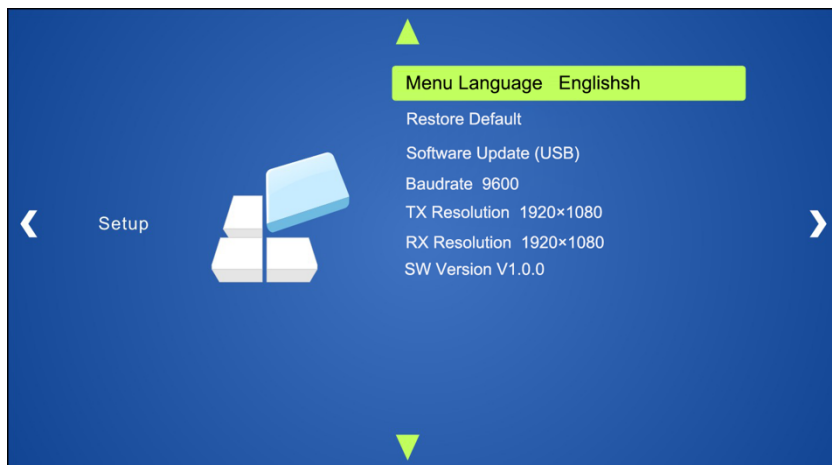 Menu Language Englishsh
Restore Default
Software Update (USB)
Baudrate 9600
TX Resolution 1920×1080
Setup
RX Resolution 1920×1080
SW Version V1.0.0